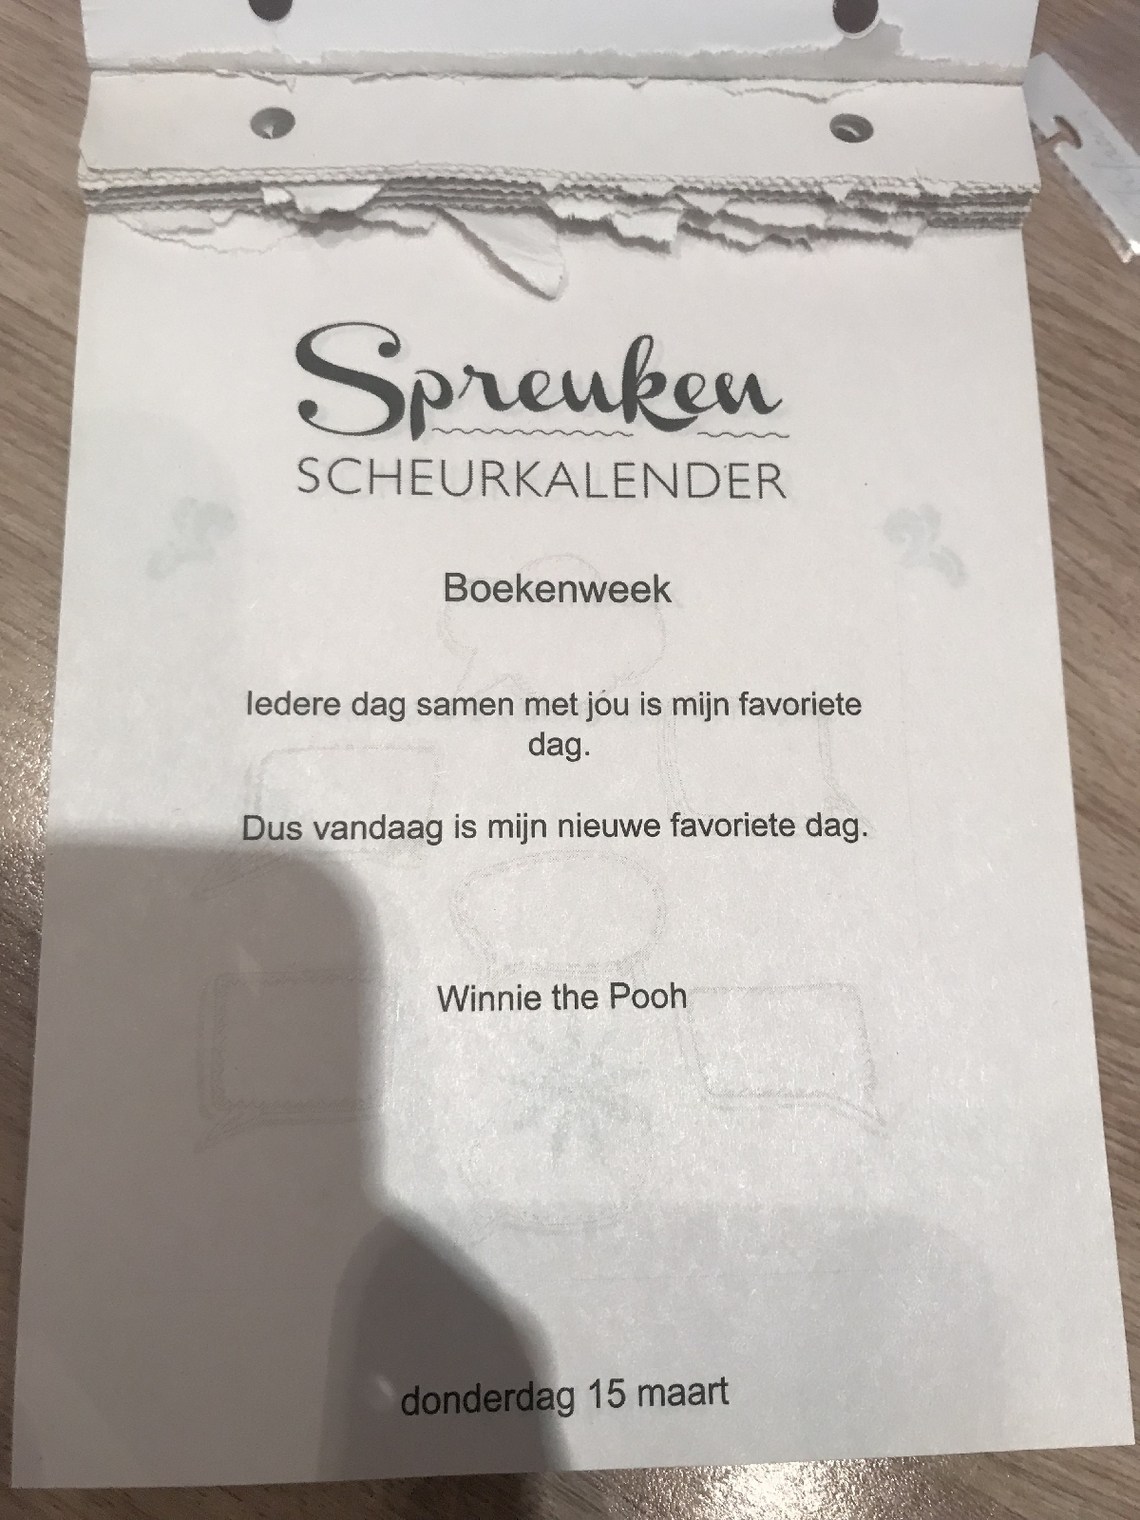 Spreuken
SCHEURKALENDER
Boekenweek
Iedere dag samen met jóu is mijn favoriete
dag.
Dus vandaag is mijn nieuwe favoriete dag.
Winnie the Pooh
donderdag 15 maart